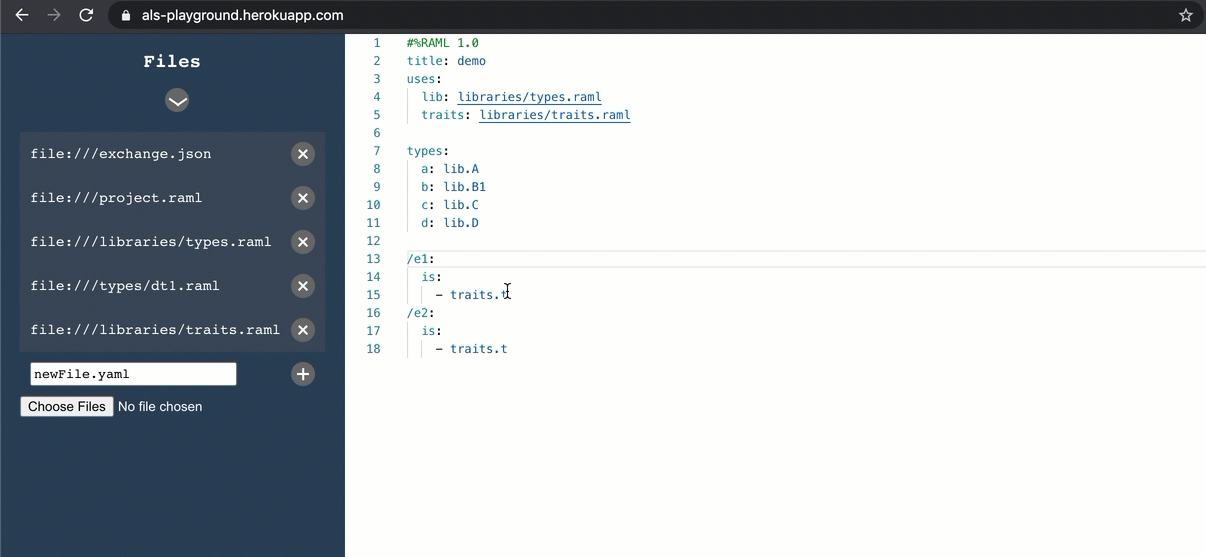 als-playground.herokuapp.com
Files
file:///exchange.json
file:///project.raml
file:///libraries/types.raml
file:///types/dt1.raml
file:///libraries/traits.raml
newFile.yaml
Choose Files No file chosen
1 #%RAML 1.0
2 title: demo
3 uses:
4 lib: libraries/types.raml
5 traits: libraries/traits.raml
6
7 types:
8 a: lib.A
9 b: lib.B1
10 c: lib.C
11 d: lib.D
12
13 /e1:
14 is:
15 - traits.t
16 /e2:
17 is:
18 - traits.t